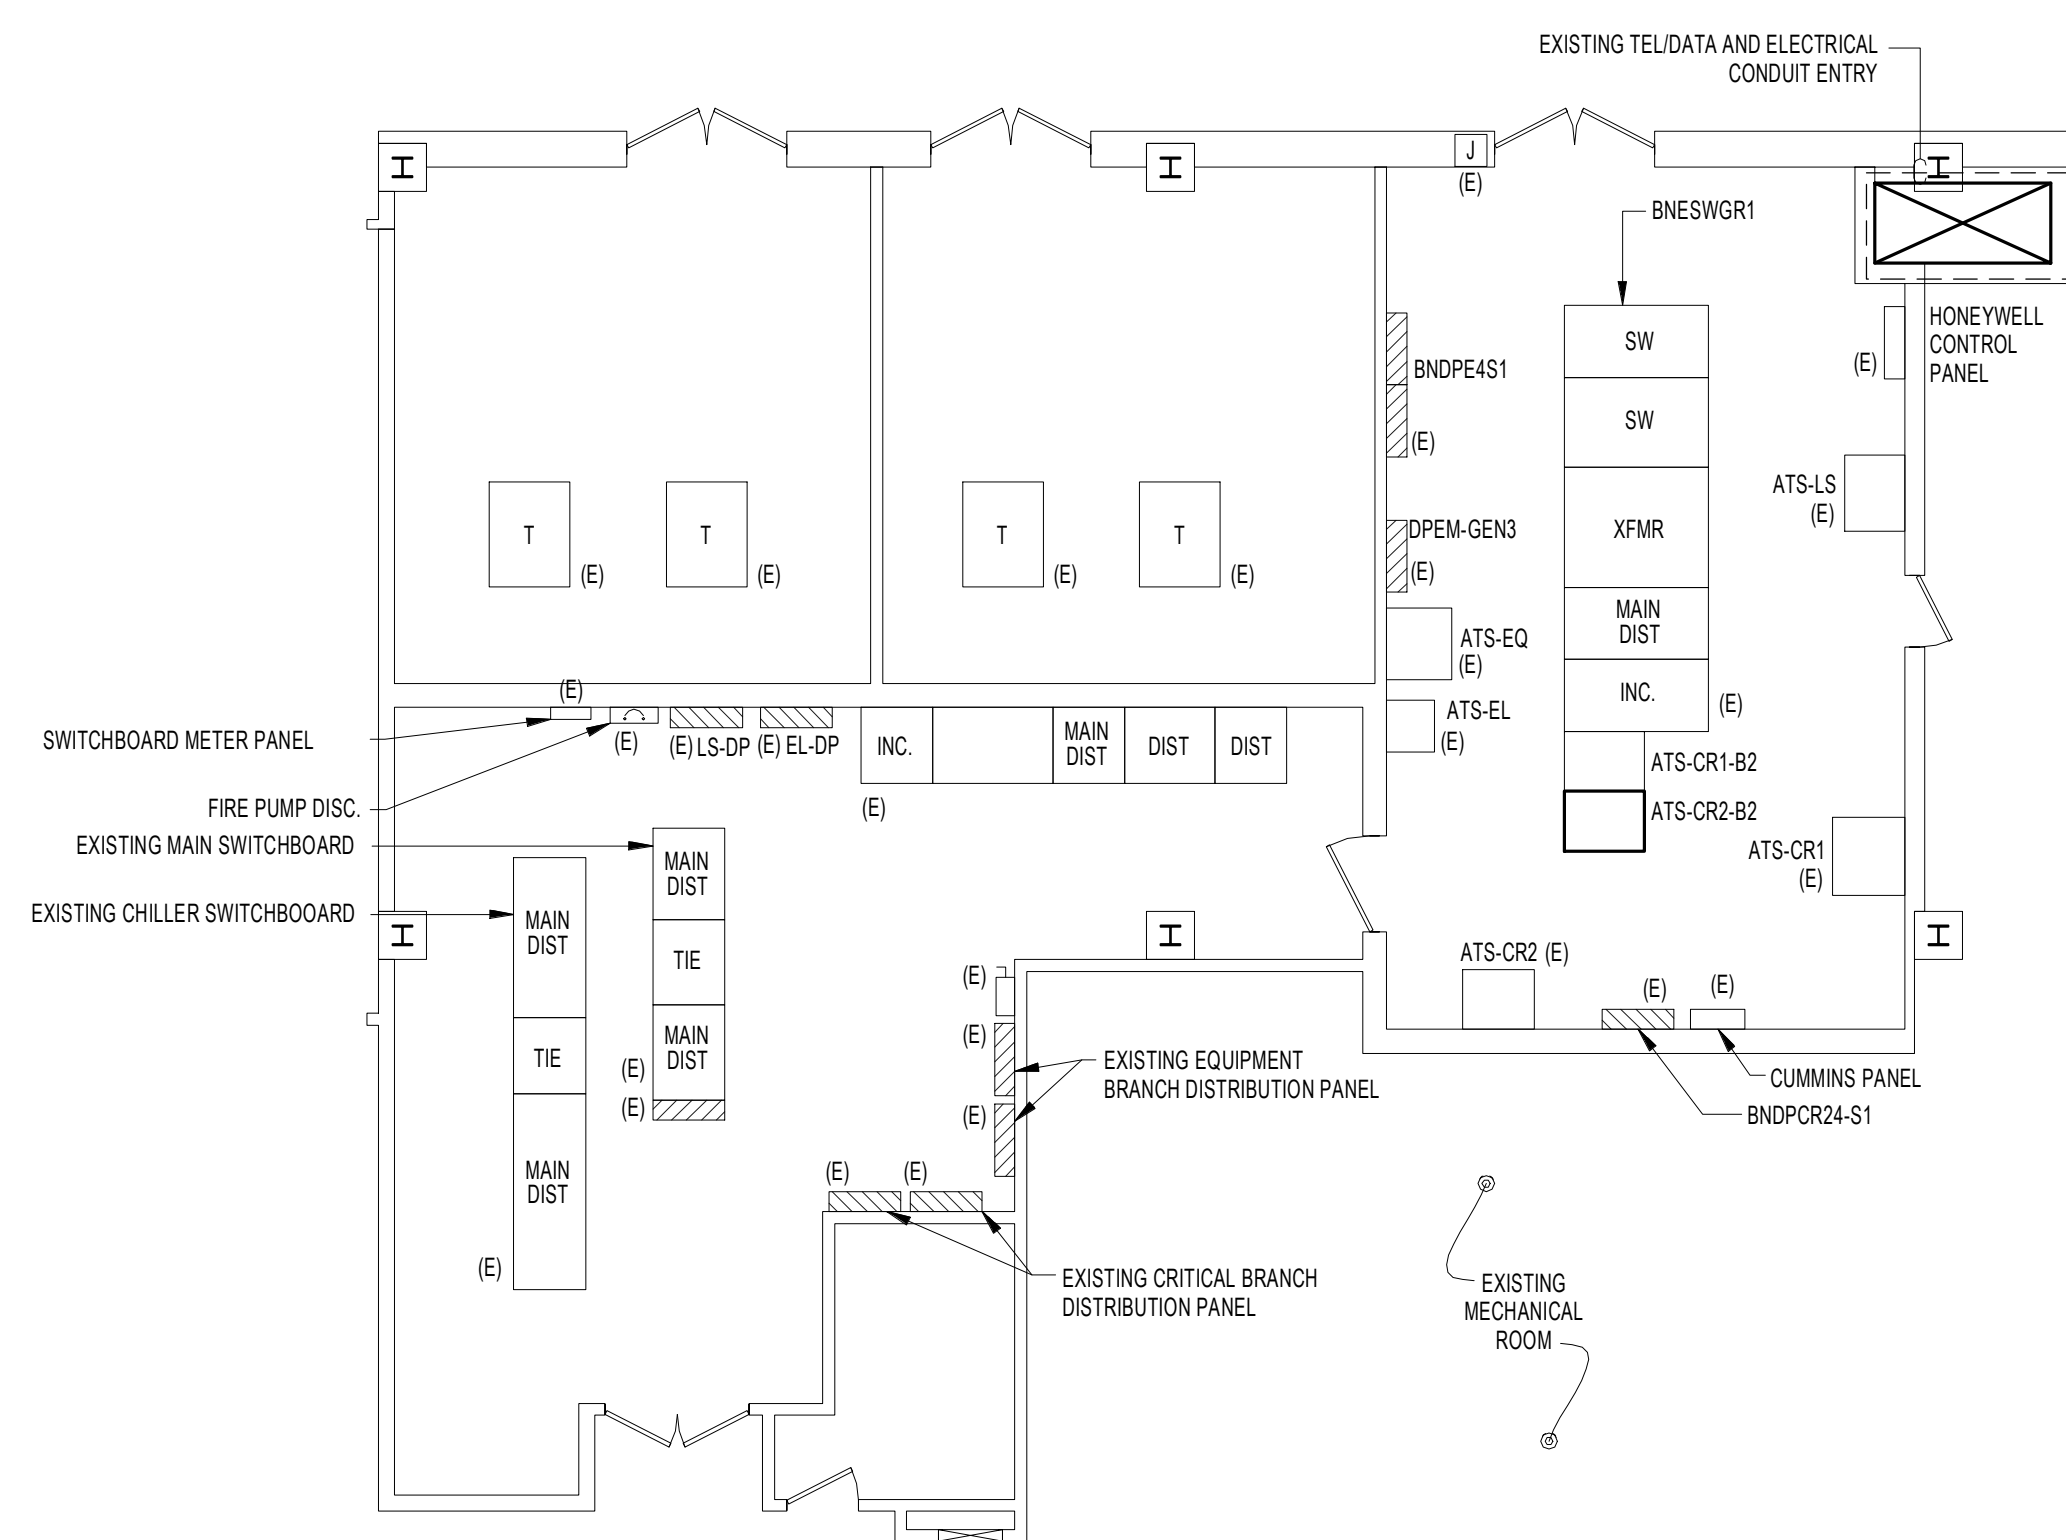 EXISTING TEL/DATA AND ELECTRICAL
CONDUIT ENTRY
J
(E)
BNESWGR1
SW
SW
XFMR
MAIN
DIST
INC.
(E)
HONEYWELL
CONTROL
PANEL
(E)
BNDPE4S1
(E)
ATS-LS
(E)
DPEM-GEN3
(E)
T
(E)
T
(E)
T
(E)
T
(E)
ATS-EQ
(E)
ATS-EL
(E)
(E)
SWITCHBOARD METER PANEL
(E)
(E) LS-DP
(E) EL-DP
INC.
MAIN
DIST
DIST
DIST
(E)
ATS-CR1-B2
ATS-CR2-B2
FIRE PUMP DISC.
EXISTING MAIN SWITCHBOARD
EXISTING CHILLER SWITCHBOOARD
MAIN
DIST
TIE
MAIN
DIST
(E)
(E)
MAIN
DIST
TIE
MAIN
DIST
(E)
ATS-CR1
(E)
ATS-CR2 (E)
(E)
(E)
CUMMINS PANEL
BNDPCR24-S1
(E)
(E)
(E)
EXISTING EQUIPMENT
BRANCH DISTRIBUTION PANEL
(E)
(E)
EXISTING CRITICAL BRANCH
DISTRIBUTION PANEL
EXISTING
MECHANICAL
ROOM